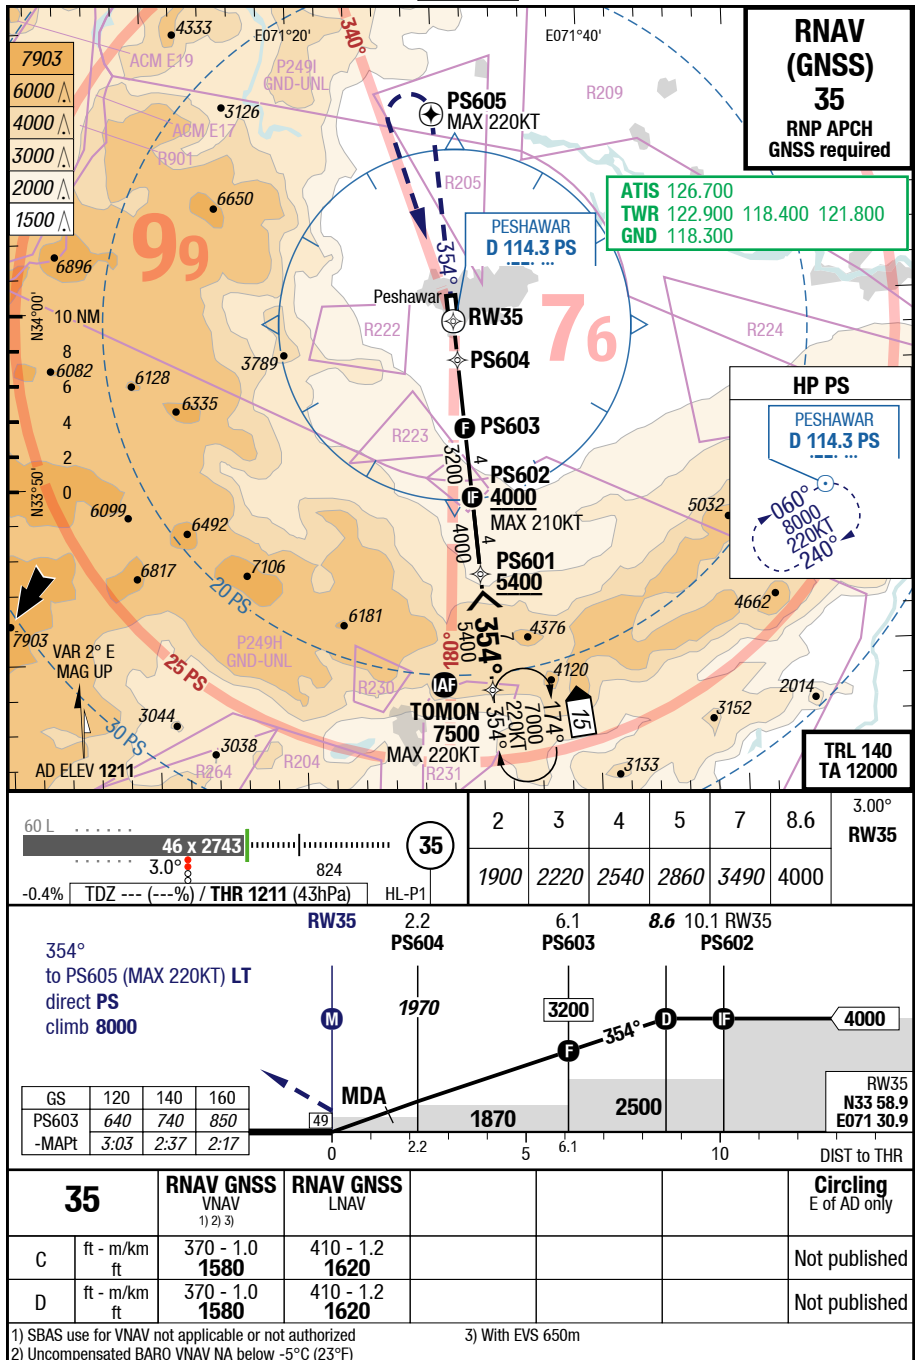 RNAV
(GNSS)
35
RNP APCH
GNSS required
7903
6000
4000
3000
2000
1500
4333
E071°20'
340°
E071°40'
ACM E19
P249I
GND-UNL
3126
ACM E17
R901
PS605
MAX 220KT
R209
R205
ATIS 126.700
TWR 122.900 118.400 121.800
GND 118.300
6650
99
6896
354°
PESHAWAR
D 114.3 PS
N34°00'
10 NM
Peshawar
RW35
76
R222
R224
8
3789
PS604
6082
6
6128
6335
HP PS
PESHAWAR
D 114.3 PS
4
R223
PS603
F
2
3200
4
PS602
4000
MAX 210KT
IF
N33°50'
0
6099
6492
5032
060°
8000
220KT
240°
4000
4
PS601
5400
6817
7106
20 PS
6181
4662
7903
VAR 2° E
MAG UP
P249H
GND-UNL
180°
5400
354°
7
4376
25 PS
R230
IAF
TOMON
7500
MAX 220KT
4120
15
354°
220KT
7000
174°
2014
3152
3044
30 PS
3038
R204
R264
R231
3133
AD ELEV 1211
TRL 140
TA 12000
60 L
46 x 2743
35
3.0°
824
-0.4%
TDZ --- (---%) / THR 1211 (43hPa)
HL-P1
2 3 4 5 7 8.6 3.00°
RW35
1900 2220 2540 2860 3490 4000
RW35 2.2 6.1 8.6 10.1 RW35
PS604 PS603 PS602
354°
to PS605 (MAX 220KT) LT
direct PS
climb 8000
M
1970
3200
F
354°
D
IF
4000
MDA
49
1870
2500
RW35
N33 58.9
E071 30.9
GS 120 140 160
PS603 640 740 850
-MAPt 3:03 2:37 2:17
0 2.2 5 6.1 10 DIST to THR
35 RNAV GNSS RNAV GNSS Circling
VNAV LNAV E of AD only
1) 2) 3)
C ft - m/km 370 - 1.0 410 - 1.2 Not published
ft 1580 1620
D ft - m/km 370 - 1.0 410 - 1.2 Not published
ft 1580 1620
1) SBAS use for VNAV not applicable or not authorized 3) With EVS 650m
2) Uncompensated BARO VNAV NA below -5°C (23°F)